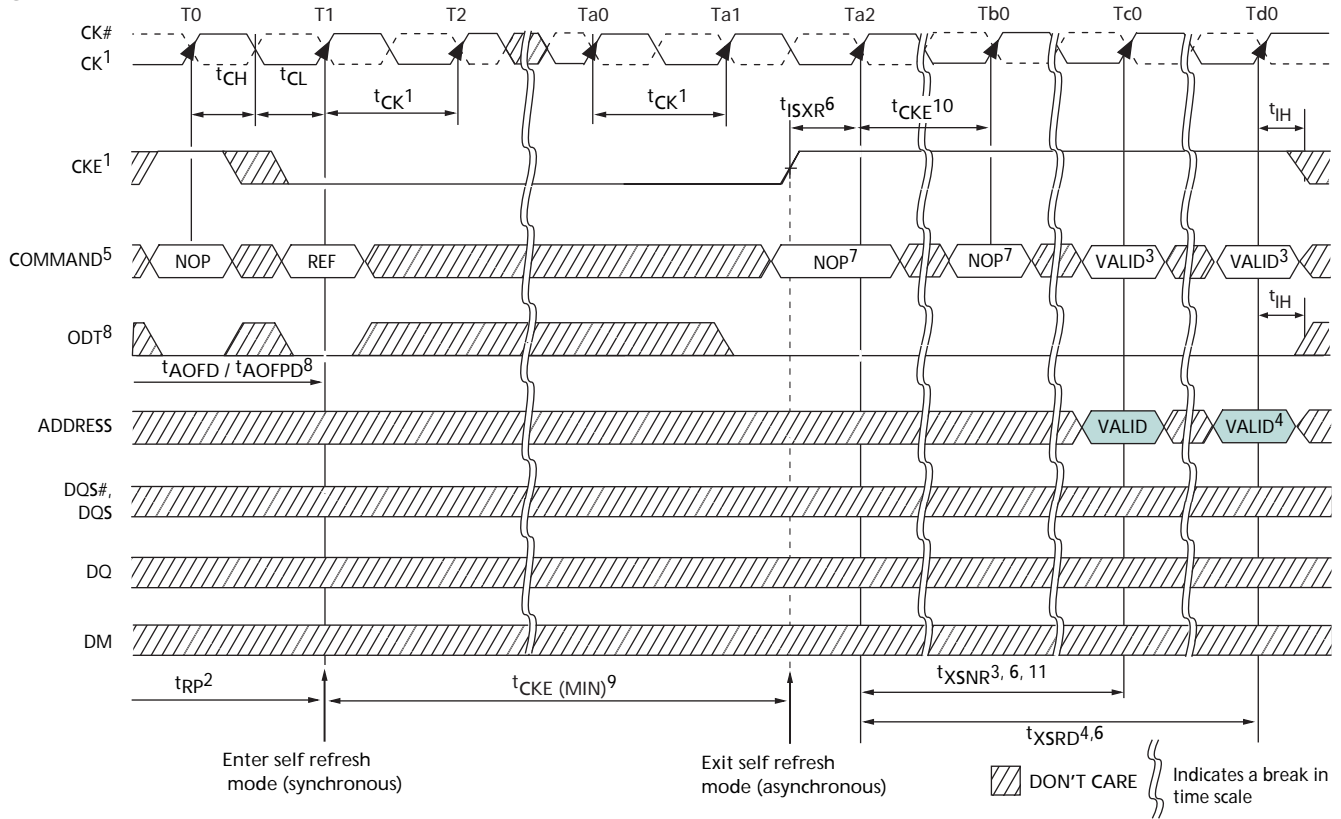 T0 T1 T2 Ta0 Ta1 Ta2 Tb0 Tc0 Td0
CK#
CK1
tCH tCL
tCK1 tCK1 tISXR6 tCKE10 tIH
CKE1
COMMAND5 NOP REF NOP7 NOP7 VALID3 VALID3
tIH
ODT8
tAOFD / tAOFPD8
ADDRESS VALID VALID4
DQS#,
DQS
DQ
DM
tRP2 tCKE (MIN)9 tXSNR3, 6, 11
tXSRD4,6
Enter self refresh
mode (synchronous)
Exit self refresh
mode (asynchronous)
DON'T CARE
Indicates a break in
time scale